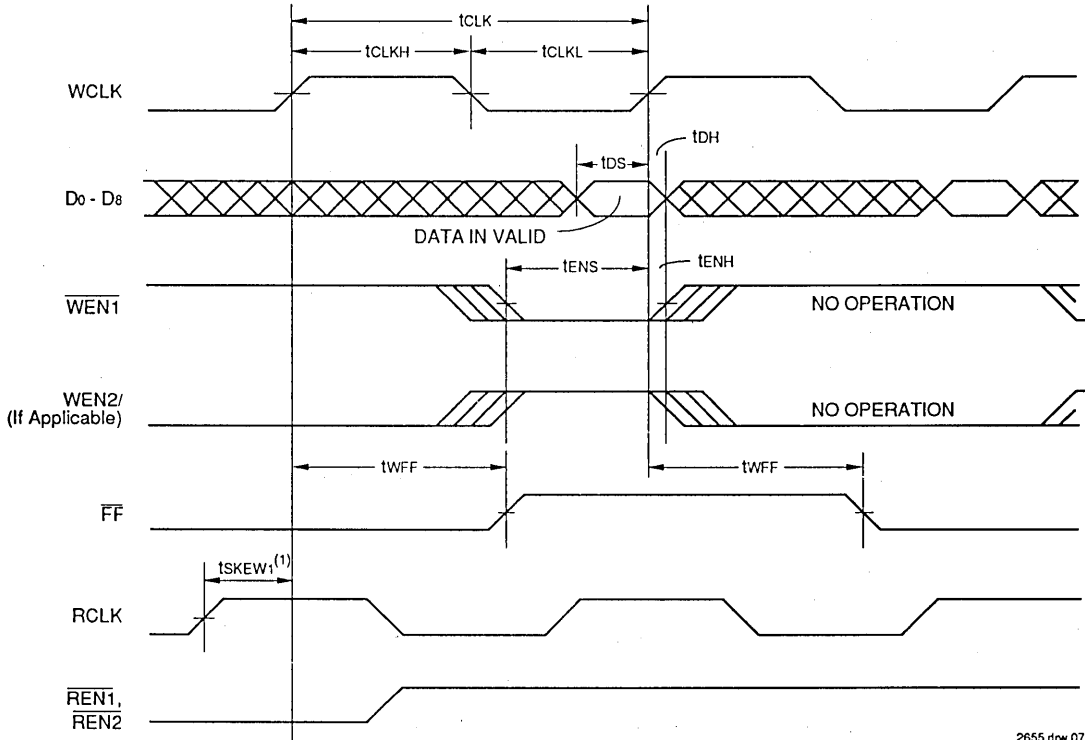 tCLK
tCLKH
tCLKL
WCLK
tDH
tDS
D0 - D8
DATA IN VALID
tENS
tENH
WEN1
NO OPERATION
WEN2/
(If Applicable)
NO OPERATION
tWFF
tWFF
FF
tSKEW1(1)
RCLK
REN1,
REN2
2655 drw 07